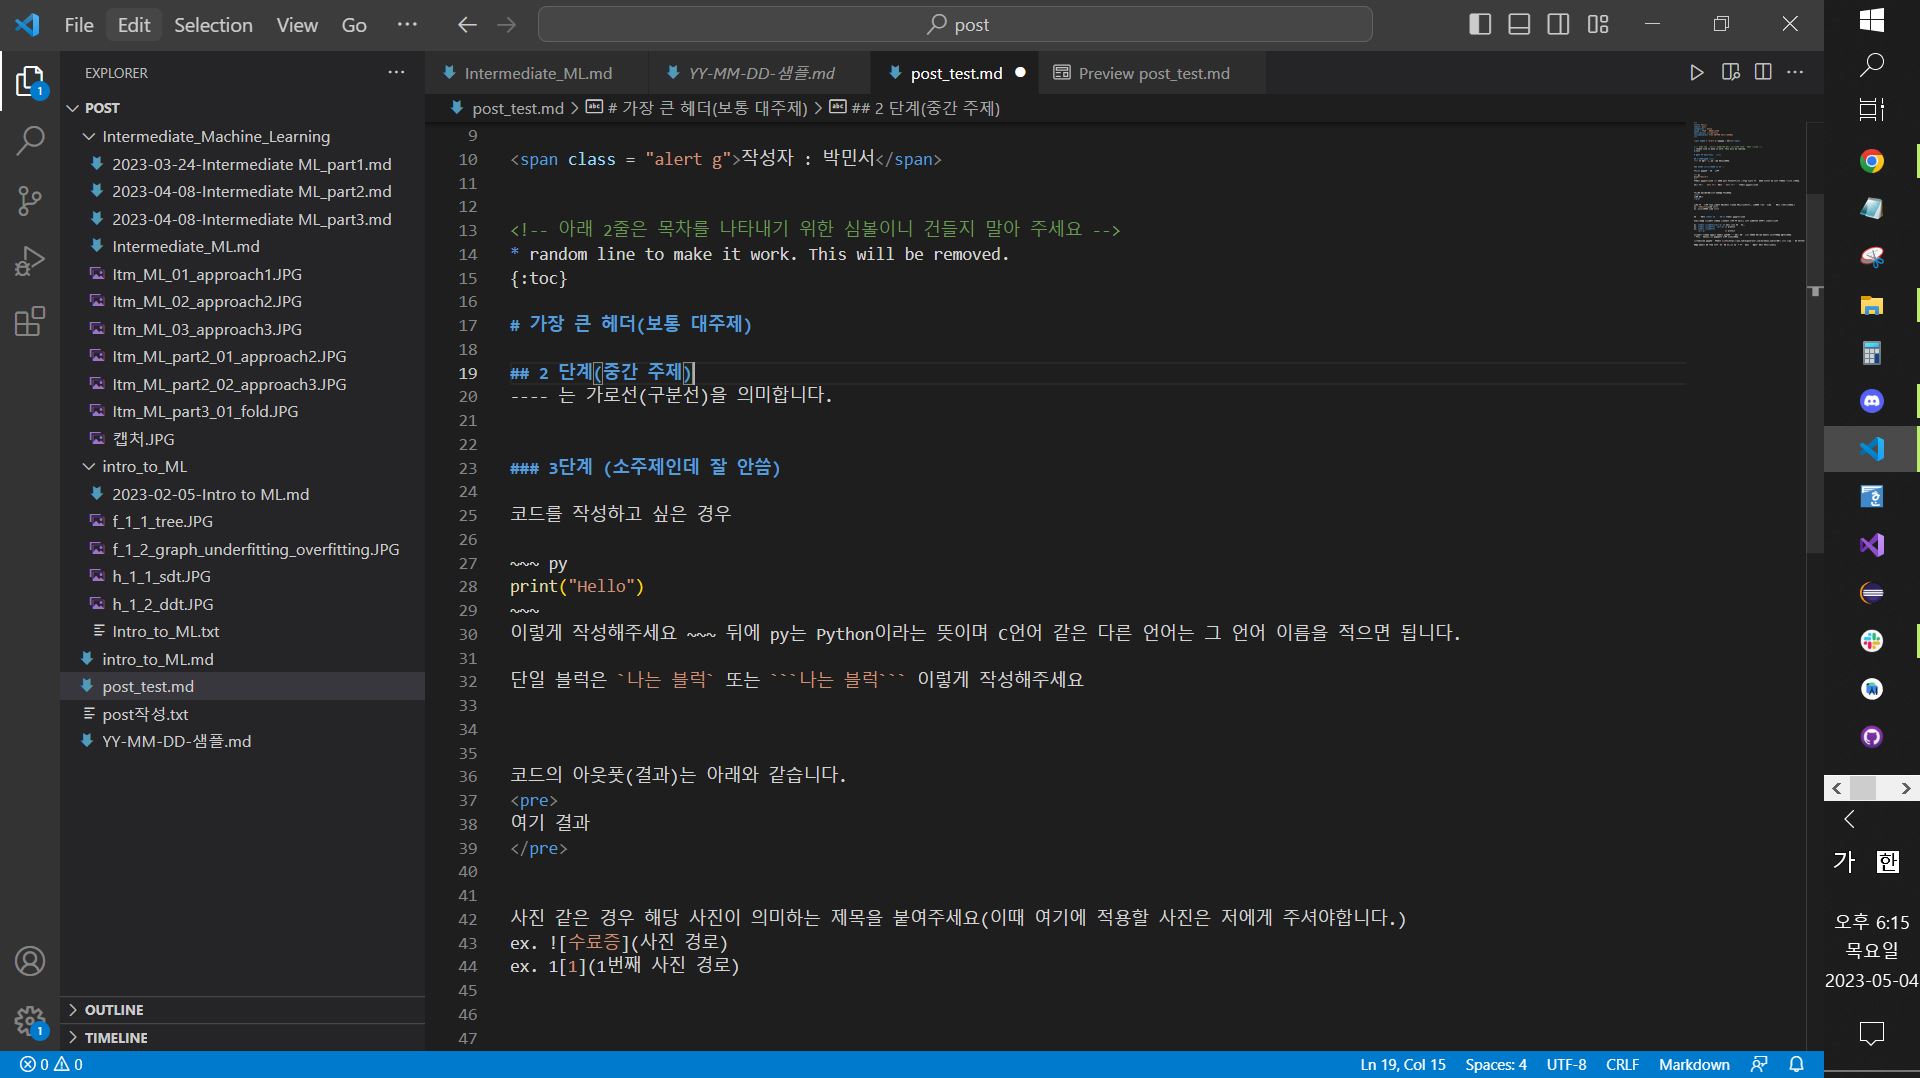 File Edit Selection View Go ··· post
EXPLORER ···
POST
Intermediate_Machine_Learning
2023-03-24-Intermediate ML_part1.md
2023-04-08-Intermediate ML_part2.md
2023-04-08-Intermediate ML_part3.md
Intermediate_ML.md
Itm_ML_01_approach1.JPG
Itm_ML_02_approach2.JPG
Itm_ML_03_approach3.JPG
Itm_ML_part2_01_approach2.JPG
Itm_ML_part2_02_approach3.JPG
Itm_ML_part3_01_fold.JPG
캡처.JPG
intro_to_ML
2023-02-05-Intro to ML.md
f_1_1_tree.JPG
f_1_2_graph_underfitting_overfitting.JPG
h_1_1_sdt.JPG
h_1_2_ddt.JPG
Intro_to_ML.txt
intro_to_ML.md
post_test.md
post작성.txt
YY-MM-DD-샘플.md
OUTLINE
TIMELINE
Intermediate_ML.md YY-MM-DD-샘플.md post_test.md Preview post_test.md
post_test.md > # 가장 큰 헤더(보통 대주제) > ## 2 단계(중간 주제)
9
10 <span class = "alert g">작성자 : 박민서</span>
11
12
13 <!-- 아래 2줄은 목차를 나타내기 위한 심볼이니 건들지 말아 주세요 -->
14 * random line to make it work. This will be removed.
15 {:toc}
16
17 # 가장 큰 헤더(보통 대주제)
18
19 ## 2 단계(중간 주제)
20 ---- 는 가로선(구분선)을 의미합니다.
21
22
23 ### 3단계 (소주제인데 잘 안씀)
24
25 코드를 작성하고 싶은 경우
26
27 ~~~ py
28 print("Hello")
29 ~~~
30 이렇게 작성해주세요 ~~~ 뒤에 py는 Python이라는 뜻이며 C언어 같은 다른 언어는 그 언어 이름을 적으면 됩니다.
31
32 단일 블럭은 `나는 블럭` 또는 ```나는 블럭``` 이렇게 작성해주세요
33
34
35
36 코드의 아웃풋(결과)는 아래와 같습니다.
37 <pre>
38 여기 결과
39 </pre>
40
41
42 사진 같은 경우 해당 사진이 의미하는 제목을 붙여주세요(이때 여기에 적용할 사진은 저에게 주셔야합니다.)
43 ex. ![수료증](사진 경로)
44 ex. 1[1](1번째 사진 경로)
45
46
47
0 0 Ln 19, Col 15 Spaces: 4 UTF-8 CRLF Markdown
가 한
오후 6:15
목요일
2023-05-04